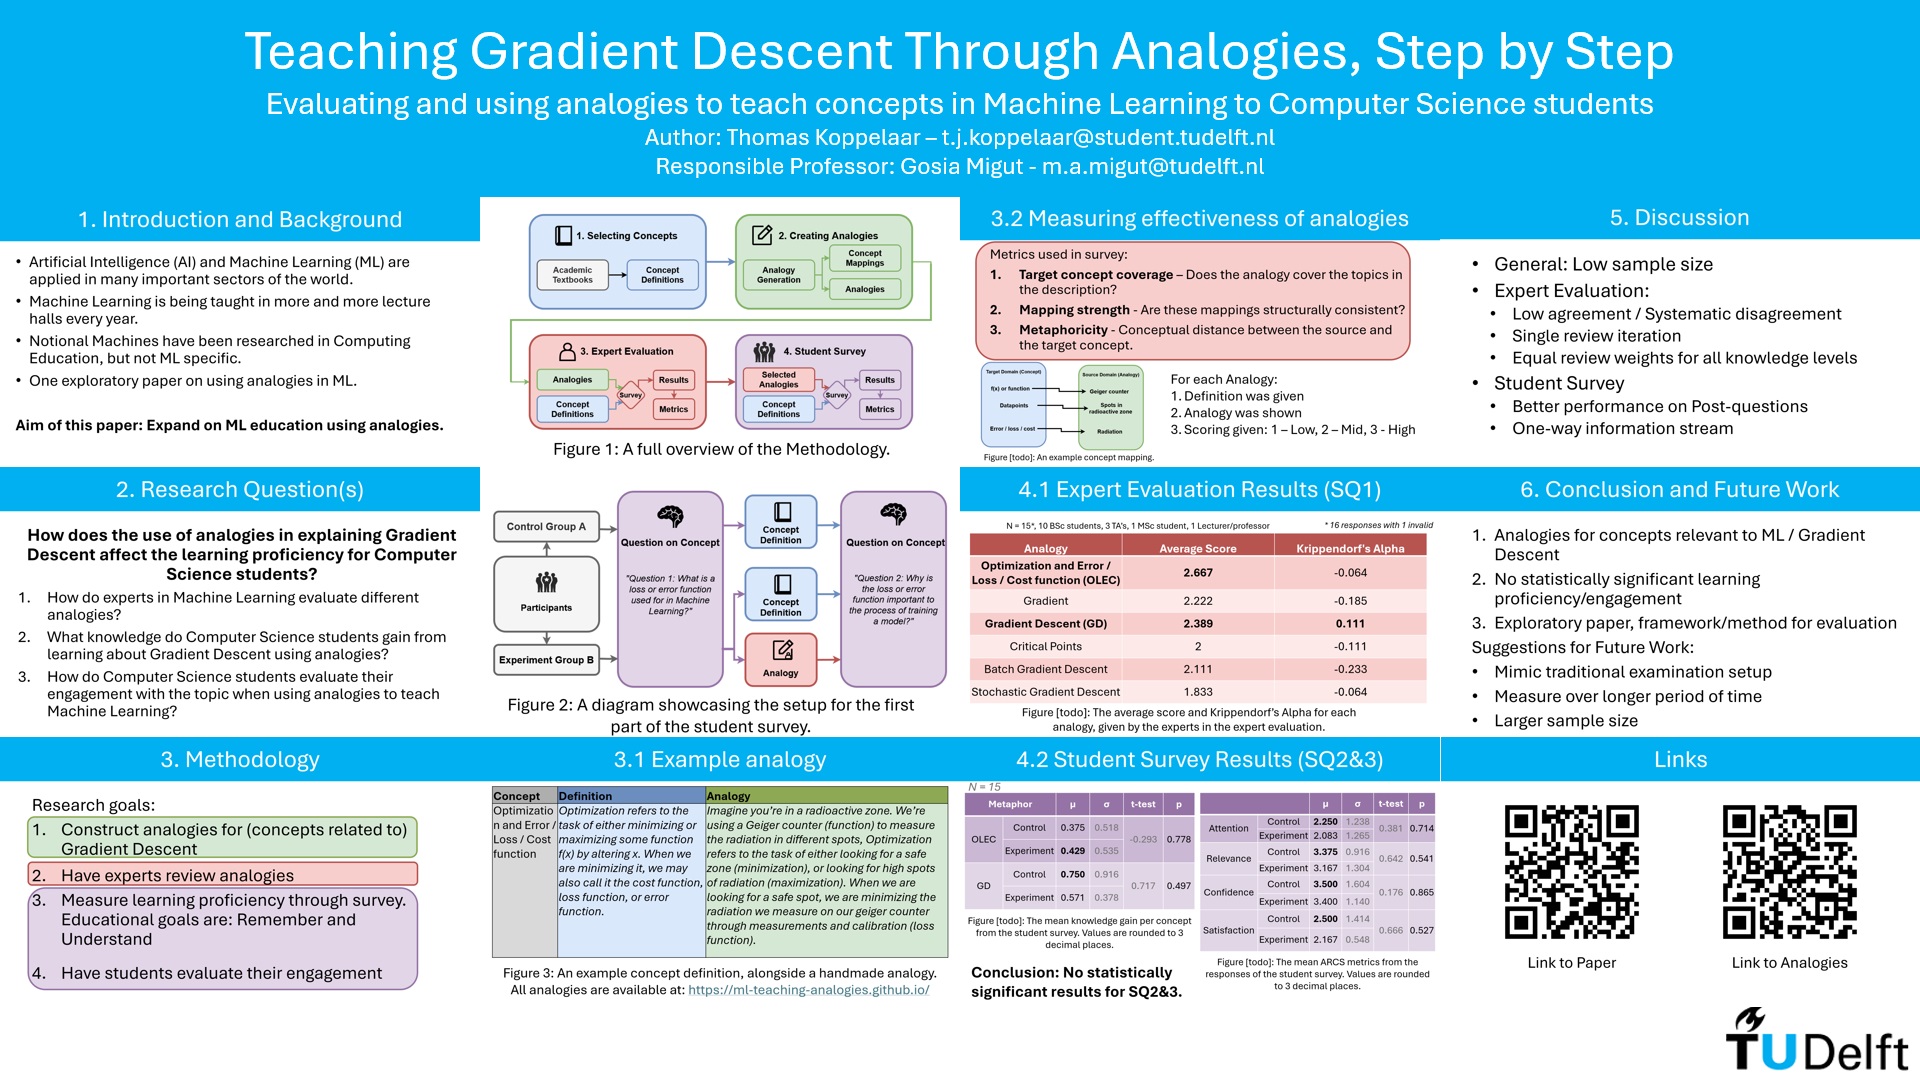 Teaching Gradient Descent Through Analogies, Step by Step
Evaluating and using analogies to teach concepts in Machine Learning to Computer Science students
Author: Thomas Koppelaar – t.j.koppelaar@student.tudelft.nl
Responsible Professor: Gosia Migut - m.a.migut@tudelft.nl
1. Introduction and Background
• Artificial Intelligence (AI) and Machine Learning (ML) are
applied in many important sectors of the world.
• Machine Learning is being taught in more and more lecture
halls every year.
• Notional Machines have been researched in Computing
Education, but not ML specific.
• One exploratory paper on using analogies in ML.
Aim of this paper: Expand on ML education using analogies.
2. Research Question(s)
How does the use of analogies in explaining Gradient
Descent affect the learning proficiency for Computer
Science students?
1. How do experts in Machine Learning evaluate different
analogies?
2. What knowledge do Computer Science students gain from
learning about Gradient Descent using analogies?
3. How do Computer Science students evaluate their
engagement with the topic when using analogies to teach
Machine Learning?
3. Methodology
Research goals:
1. Construct analogies for (concepts related to)
Gradient Descent
2. Have experts review analogies
3. Measure learning proficiency through survey.
Educational goals are: Remember and
Understand
4. Have students evaluate their engagement
1. Selecting Concepts
Academic
Textbooks
Concept
Definitions
2. Creating Analogies
Analogy
Generation
Concept
Mappings
Analogies
3. Expert Evaluation
Analogies
Concept
Definitions
Survey
Results
Metrics
4. Student Survey
Selected
Analogies
Concept
Definitions
Survey
Results
Metrics
Figure 1: A full overview of the Methodology.
Control Group A
Participants
Experiment Group B
Question on Concept
"Question 1: What is a
loss or error function
used for in Machine
Learning?"
Concept
Definition
Concept
Definition
Analogy
Question on Concept
"Question 2: Why is
the loss or error
function important to
the process of training
a model?"
Figure 2: A diagram showcasing the setup for the first
part of the student survey.
3.1 Example analogy
Concept Definition Analogy
Optimizatio
n and Error /
Loss / Cost
function
Optimization refers to the
task of either minimizing or
maximizing some function
f(x) by altering x. When we
are minimizing it, we may
also call it the cost function,
loss function, or error
function.
Imagine you're in a radioactive zone. We're
using a Geiger counter (function) to measure
the radiation in different spots, Optimization
refers to the task of either looking for a safe
zone (minimization), or looking for high spots
of radiation (maximization). When we are
looking for a safe spot, we are minimizing the
radiation we measure on our geiger counter
through measurements and calibration (loss
function).
Figure 3: An example concept definition, alongside a handmade analogy.
All analogies are available at: https://ml-teaching-analogies.github.io/
3.2 Measuring effectiveness of analogies
Metrics used in survey:
1. Target concept coverage – Does the analogy cover the topics in
the description?
2. Mapping strength - Are these mappings structurally consistent?
3. Metaphoricity - Conceptual distance between the source and
the target concept.
Target Domain (Concept)
f(x) or function
Datapoints
Error / loss / cost
Source Domain (Analogy)
Geiger counter
Spots in
radioactive zone
Radiation
Figure [todo]: An example concept mapping.
For each Analogy:
1. Definition was given
2. Analogy was shown
3. Scoring given: 1 – Low, 2 – Mid, 3 - High
4.1 Expert Evaluation Results (SQ1)
N = 15*, 10 BSc students, 3 TA's, 1 MSc student, 1 Lecturer/professor * 16 responses with 1 invalid
Analogy Average Score Krippendorf's Alpha
Optimization and Error /
Loss / Cost function (OLEC) 2.667 -0.064
Gradient 2.222 -0.185
Gradient Descent (GD) 2.389 0.111
Critical Points 2 -0.111
Batch Gradient Descent 2.111 -0.233
Stochastic Gradient Descent 1.833 -0.064
Figure [todo]: The average score and Krippendorf's Alpha for each
analogy, given by the experts in the expert evaluation.
4.2 Student Survey Results (SQ2&3)
N = 15
Metaphor μ σ t-test p
OLEC Control 0.375 0.518 -0.293 0.778
Experiment 0.429 0.535
GD Control 0.750 0.916 0.717 0.497
Experiment 0.571 0.378
Figure [todo]: The mean knowledge gain per concept
from the student survey. Values are rounded to 3
decimal places.
Conclusion: No statistically
significant results for SQ2&3.
μ σ t-test p
Attention Control 2.250 1.238 0.381 0.714
Experiment 2.083 1.265
Relevance Control 3.375 0.916 0.642 0.541
Experiment 3.167 1.304
Confidence Control 3.500 1.604 0.176 0.865
Experiment 3.400 1.140
Satisfaction Control 2.500 1.414 0.666 0.527
Experiment 2.167 0.548
Figure [todo]: The mean ARCS metrics from the
responses of the student survey. Values are rounded
to 3 decimal places.
5. Discussion
• General: Low sample size
• Expert Evaluation:
• Low agreement / Systematic disagreement
• Single review iteration
• Equal review weights for all knowledge levels
• Student Survey
• Better performance on Post-questions
• One-way information stream
6. Conclusion and Future Work
1. Analogies for concepts relevant to ML / Gradient
Descent
2. No statistically significant learning
proficiency/engagement
3. Exploratory paper, framework/method for evaluation
Suggestions for Future Work:
• Mimic traditional examination setup
• Measure over longer period of time
• Larger sample size
Links
Link to Paper
Link to Analogies
TUDelft